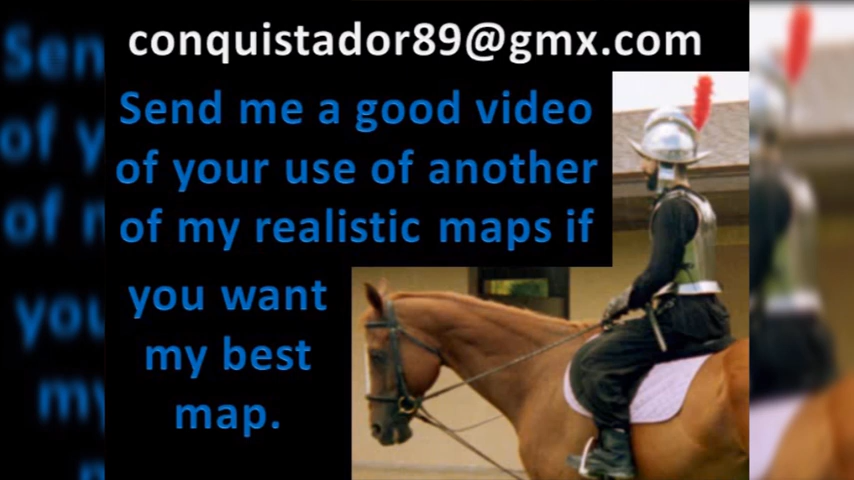 conquistador89@gmx.com
Send me a good video
of your use of another
of my realistic maps if
you want
my best
map.